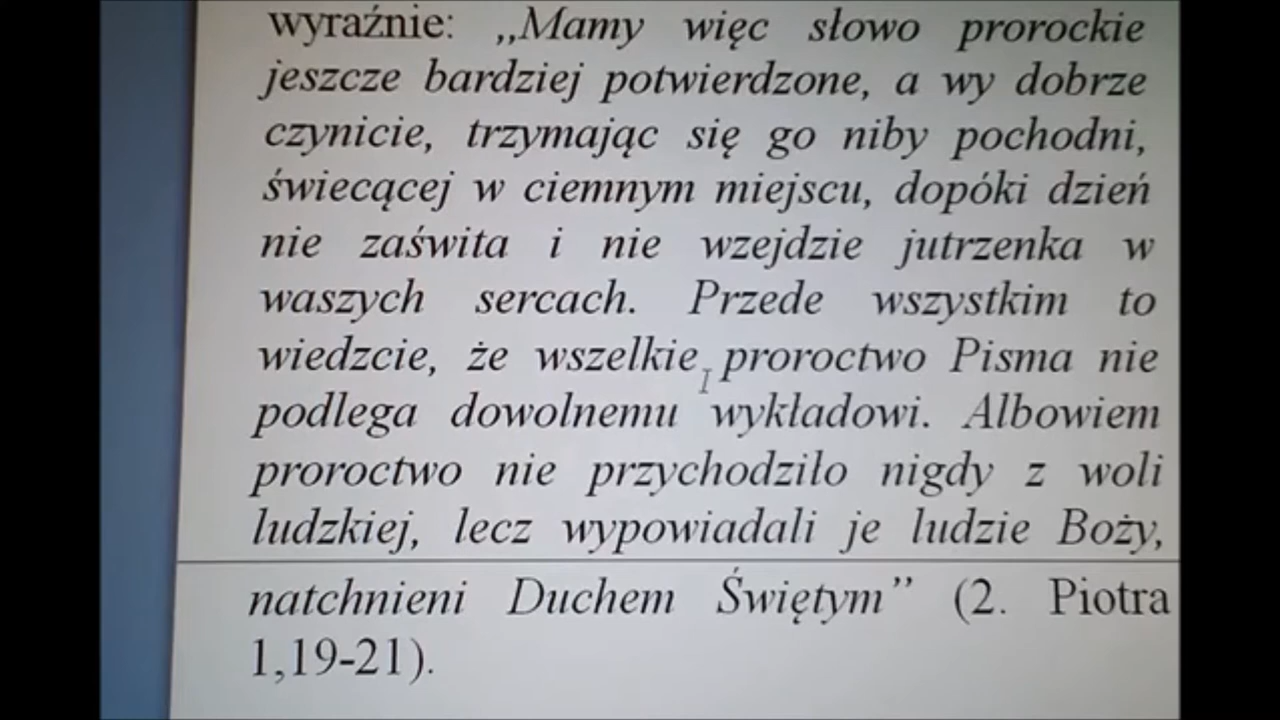 wyraźnie: ,,Mamy więc słowo prorockie
jeszcze bardziej potwierdzone, a wy dobrze
czynicie, trzymając się go niby pochodni,
świecącej w ciemnym miejscu, dopóki dzień
nie zaświta i nie wzejdzie jutrzenka w
waszych sercach. Przede wszystkim to
wiedzcie, że wszelkie proroctwo Pisma nie
podlega dowolnemu wykładowi. Albowiem
proroctwo nie przychodziło nigdy z woli
ludzkiej, lecz wypowiadali je ludzie Boży,
natchnieni Duchem Świętym” (2. Piotra
1,19-21).